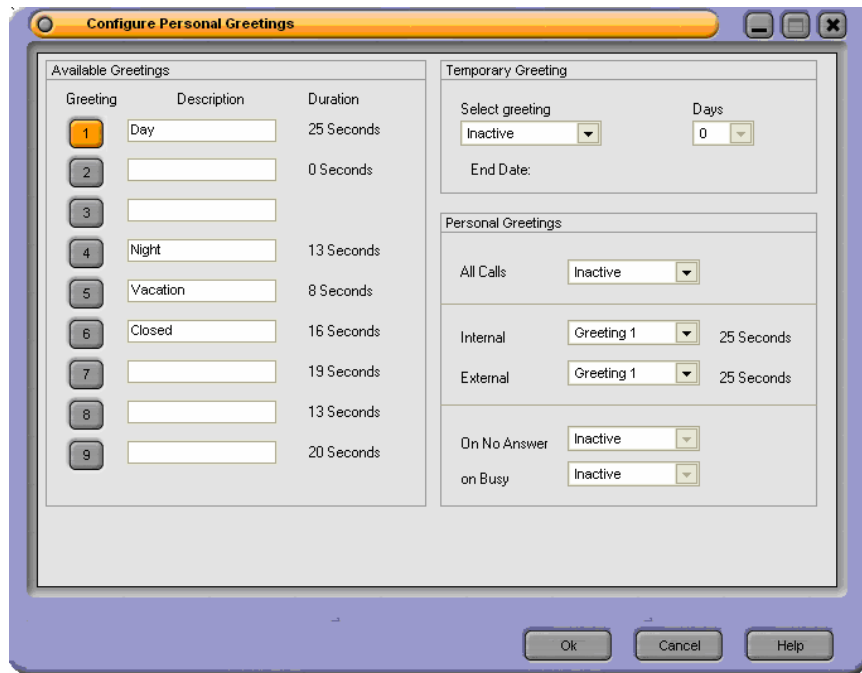 Configure Personal Greetings
Available Greetings
Greeting Description Duration
1 Day 25 Seconds
2 0 Seconds
3
4 Night 13 Seconds
5 Vacation 8 Seconds
6 Closed 16 Seconds
7 19 Seconds
8 13 Seconds
9 20 Seconds
Temporary Greeting
Select greeting Days
Inactive 0
End Date:
Personal Greetings
All Calls Inactive
Internal Greeting 1 25 Seconds
External Greeting 1 25 Seconds
On No Answer Inactive
on Busy Inactive
Ok Cancel Help